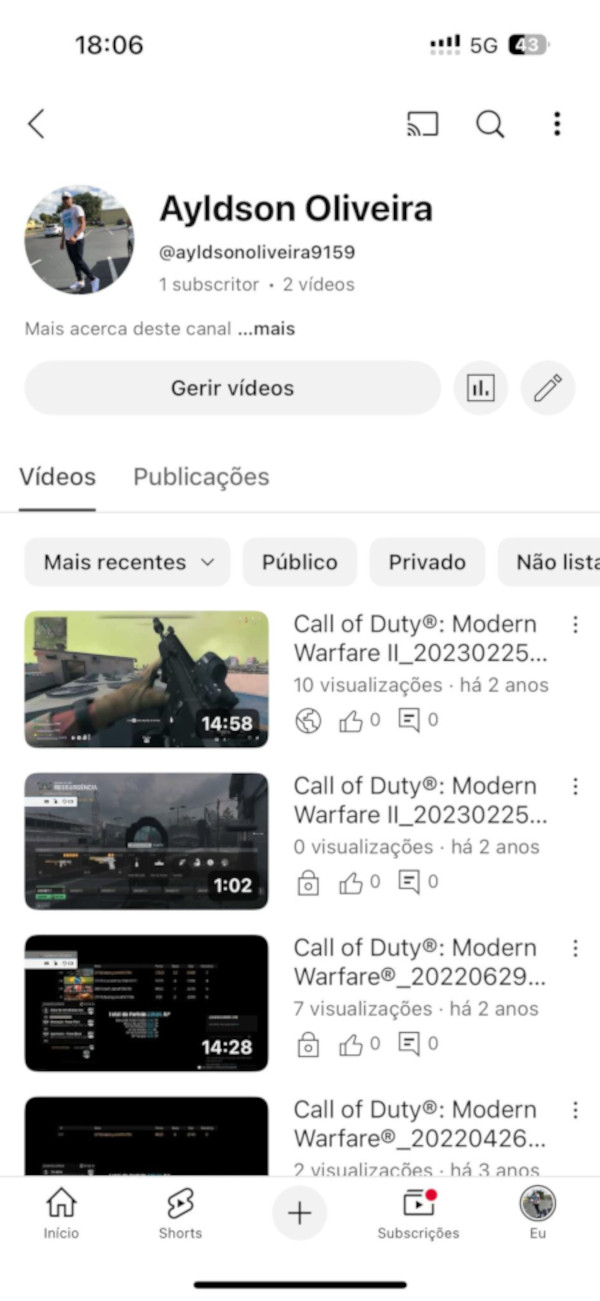 18:06
5G 43
Ayldson Oliveira
@ayldsonoliveira9159
1 subscritor • 2 vídeos
Mais acerca deste canal ...mais
Gerir vídeos
Vídeos Publicações
Mais recentes Público Privado Não lista
Call of Duty®: Modern
Warfare II_20230225...
10 visualizações · há 2 anos
0 0
14:58
Call of Duty®: Modern
Warfare II_20230225...
0 visualizações · há 2 anos
0 0
1:02
Call of Duty®: Modern
Warfare®_20220629...
7 visualizações · há 2 anos
0 0
14:28
Call of Duty®: Modern
Warfare®_20220426...
2 visualizações · há 3 anos
Início Shorts Subscrições Eu